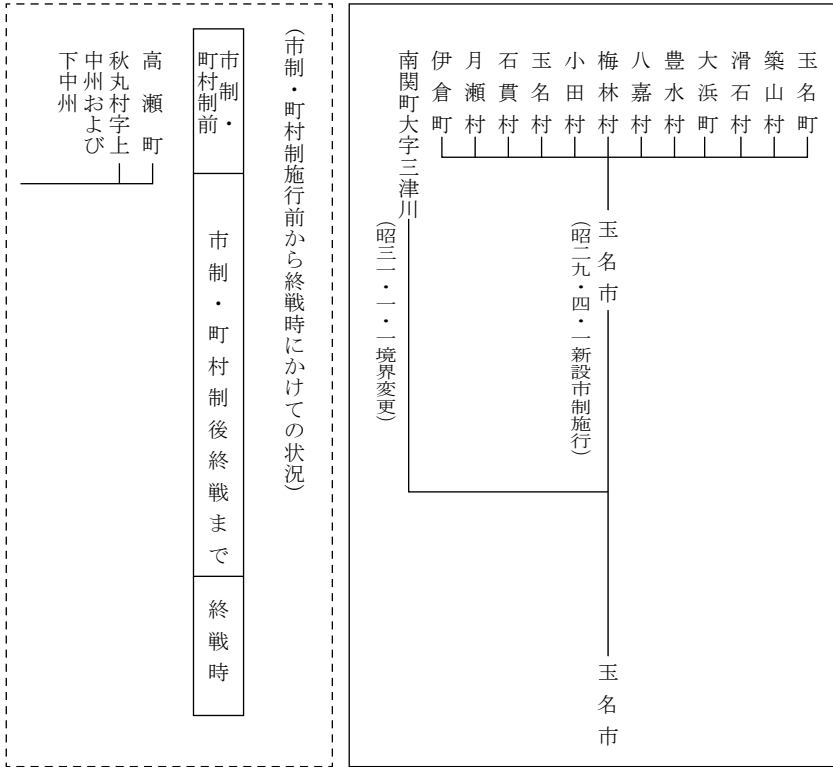 玉名町
築山村
滑石村
大浜町
豊水村
八嘉村
梅林村
小田村
玉名村
石貫村
月瀬村
伊倉町
南関町大字三津川
玉名市
(昭二九・四・一新設市制施行)
(昭三一・一・一境界変更)
玉名市
(市制・町村制施行前から終戦時にかけての状況)
市制・
町村制前
市制・町村制後終戦まで
終戦時
高瀬町
秋丸村字上
中州および
下中州